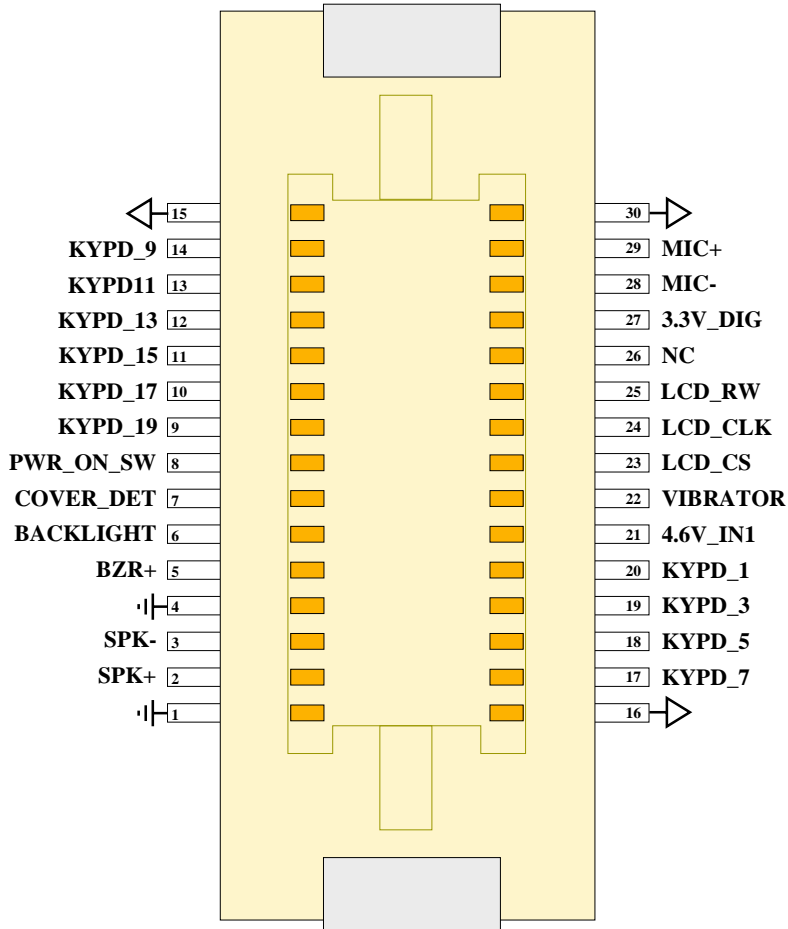 15 30
KYPD_9 14 29 MIC+
KYPD11 13 28 MIC-
KYPD_13 12 27 3.3V_DIG
KYPD_15 11 26 NC
KYPD_17 10 25 LCD_RW
KYPD_19 9 24 LCD_CLK
PWR_ON_SW 8 23 LCD_CS
COVER_DET 7 22 VIBRATOR
BACKLIGHT 6 21 4.6V_IN1
BZR+ 5 20 KYPD_1
4 19 KYPD_3
SPK- 3 18 KYPD_5
SPK+ 2 17 KYPD_7
1 16